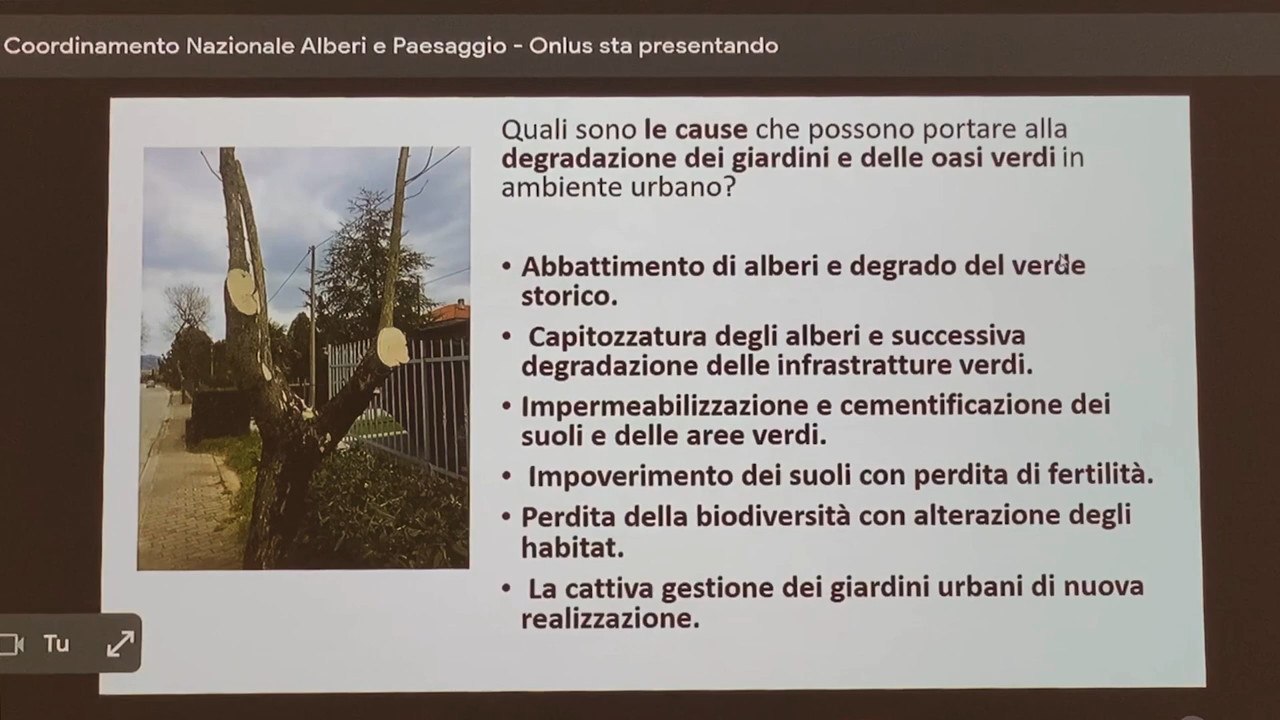 Coordinamento Nazionale Alberi e Paesaggio - Onlus sta presentando
Quali sono le cause che possono portare alla
degradazione dei giardini e delle oasi verdi in
ambiente urbano?
• Abbattimento di alberi e degrado del verde
storico.
• Capitozzatura degli alberi e successiva
degradazione delle infrastratture verdi.
• Impermeabilizzazione e cementificazione dei
suoli e delle aree verdi.
• Impoverimento dei suoli con perdita di fertilità.
• Perdita della biodiversità con alterazione degli
habitat.
• La cattiva gestione dei giardini urbani di nuova
realizzazione.
Tu